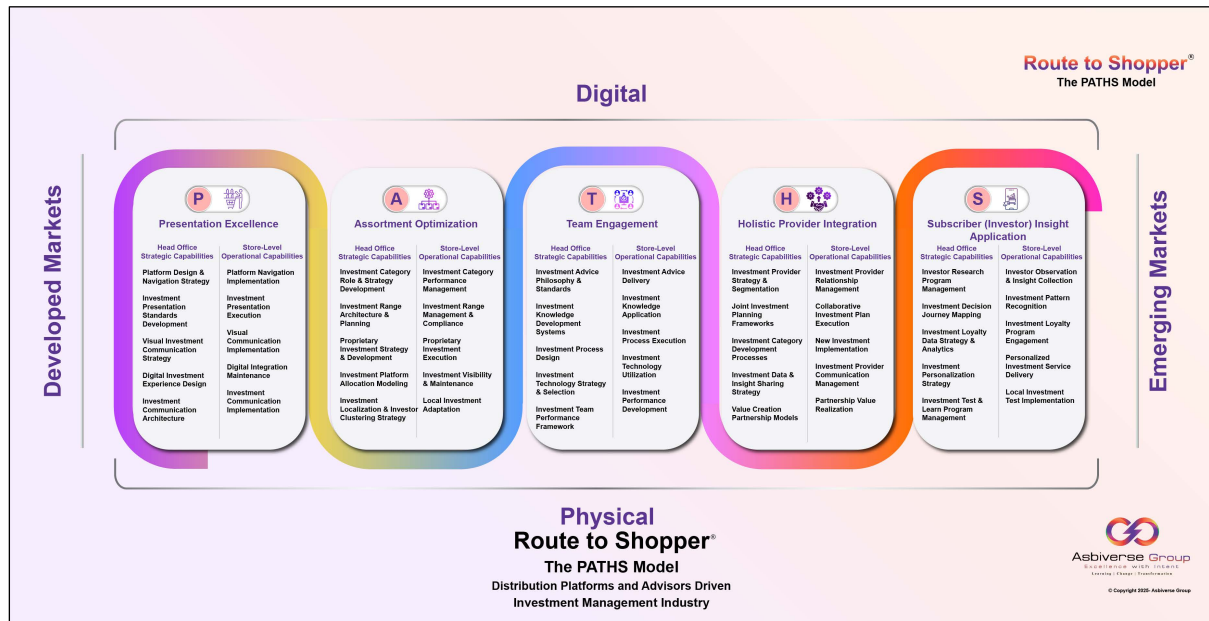 Route to Shopper®
The PATHS Model
Digital
Developed Markets
Emerging Markets
P
Presentation Excellence
Head Office
Strategic Capabilities
Platform Design &
Navigation Strategy
Investment
Presentation
Standards
Development
Visual Investment
Communication
Strategy
Digital Investment
Experience Design
Investment
Communication
Architecture
Store-Level
Operational Capabilities
Platform Navigation
Implementation
Investment
Presentation
Execution
Visual
Communication
Implementation
Digital Integration
Maintenance
Investment
Communication
Implementation
A
Assortment Optimization
Head Office
Strategic Capabilities
Investment Category
Role & Strategy
Development
Investment Range
Architecture &
Planning
Proprietary
Investment Strategy
& Development
Investment Platform
Allocation Modeling
Investment
Localization & Investor
Clustering Strategy
Store-Level
Operational Capabilities
Investment Category
Performance
Management
Investment Range
Management &
Compliance
Proprietary
Investment
Execution
Investment Visibility
& Maintenance
Local Investment
Adaptation
T
Team Engagement
Head Office
Strategic Capabilities
Investment Advice
Philosophy &
Standards
Investment
Knowledge
Development
Systems
Investment Process
Design
Investment
Technology Strategy
& Selection
Investment Team
Performance
Framework
Store-Level
Operational Capabilities
Investment Advice
Delivery
Investment
Knowledge
Application
Investment
Process Execution
Investment
Technology
Utilization
Investment
Performance
Development
H
Holistic Provider Integration
Head Office
Strategic Capabilities
Investment Provider
Strategy &
Segmentation
Joint Investment
Planning
Frameworks
Investment Category
Development
Processes
Investment Data &
Insight Sharing
Strategy
Value Creation
Partnership Models
Store-Level
Operational Capabilities
Investment Provider
Relationship
Management
Collaborative
Investment Plan
Execution
New Investment
Implementation
Investment Provider
Communication
Management
Partnership Value
Realization
S
Subscriber (Investor) Insight
Application
Head Office
Strategic Capabilities
Investor Research
Program
Management
Investment Decision
Journey Mapping
Investment Loyalty
Data Strategy &
Analytics
Investment
Personalization
Strategy
Investment Test &
Learn Program
Management
Store-Level
Operational Capabilities
Investor Observation
& Insight Collection
Investment Pattern
Recognition
Investment Loyalty
Program
Engagement
Personalized
Investment Service
Delivery
Local Investment
Test Implementation
Physical
Route to Shopper®
The PATHS Model
Distribution Platforms and Advisors Driven
Investment Management Industry
Asbiverse Group
Excellence with Intent
Learning | Change | Transformation
© Copyright 2025- Asbiverse Group